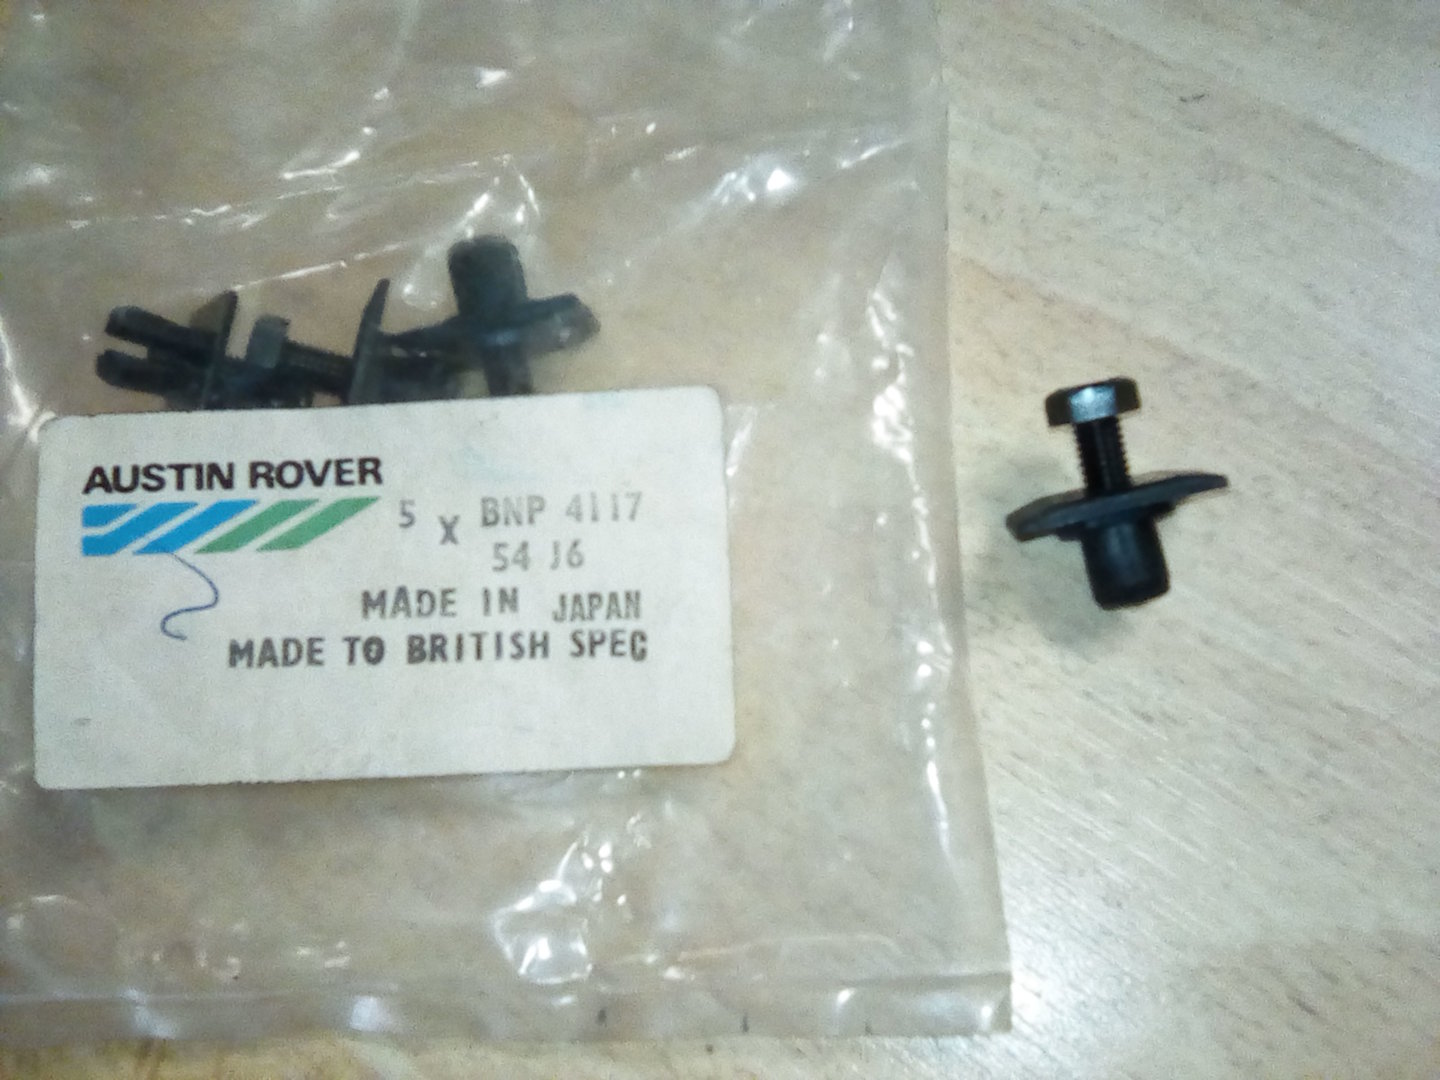 AUSTIN ROVER
5 X BNP 4117
54 J6
MADE IN JAPAN
MADE TO BRITISH SPEC